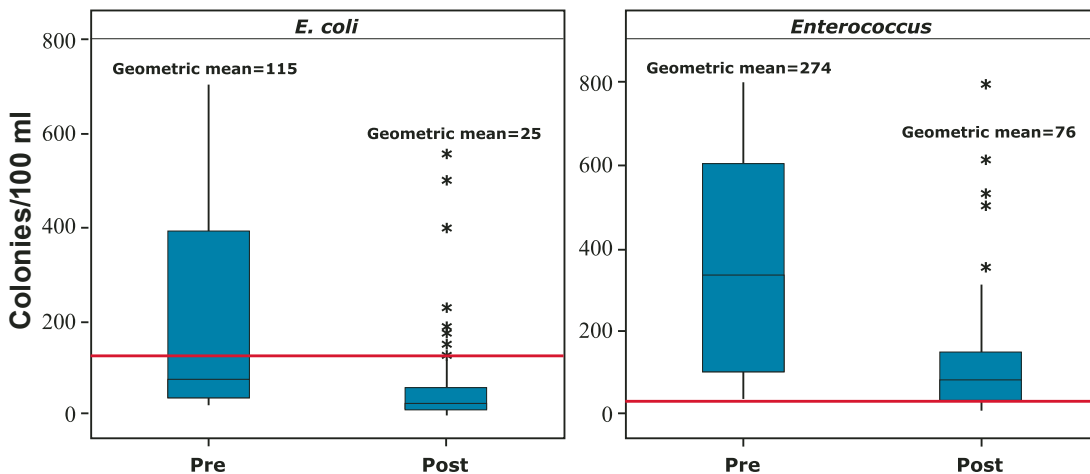 E. coli
Enterococcus
Colonies/100 ml
800
600
400
200
0
Geometric mean=115
Geometric mean=25
Pre
Post
800
600
400
200
0
Geometric mean=274
Geometric mean=76
Pre
Post